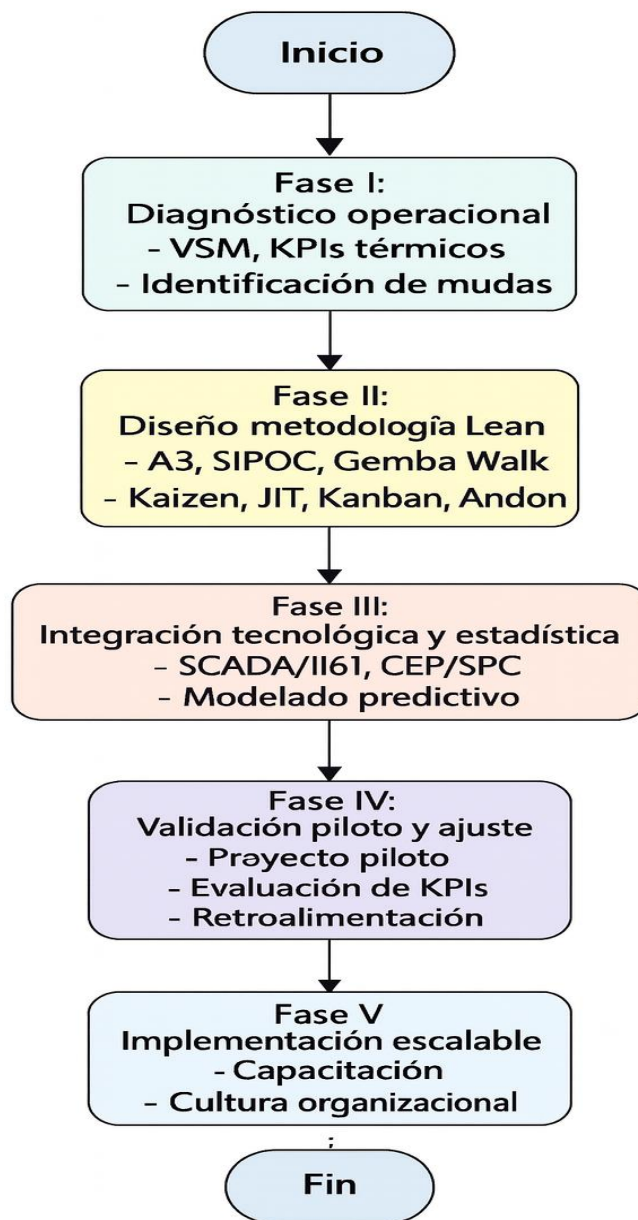 Inicio
Fase I:
Diagnóstico operacional
- VSM, KPIs térmicos
- Identificación de mudas
Fase II:
Diseño metodología Lean
- A3, SIPOC, Gemba Walk
- Kaizen, JIT, Kanban, Andon
Fase III:
Integración tecnológica y estadística
- SCADA/II61, CEP/SPC
- Modelado predictivo
Fase IV:
Validación piloto y ajuste
- Prəyecto piloto
- Evaluación de KPIs
- Retroalimentación
Fase V
Implementación escalable
- Capacitación
- Cultura organizacional
;
Fin